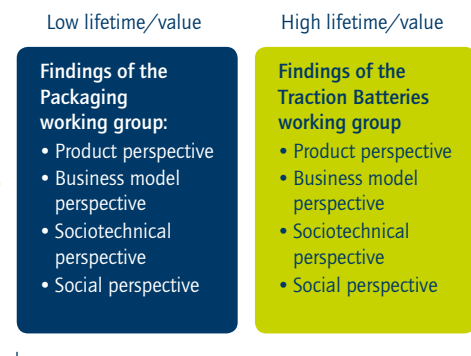 Low lifetime/value
Findings of the
Packaging
working group:
• Product perspective
• Business model
perspective
• Sociotechnical
perspective
• Social perspective
High lifetime/value
Findings of the
Traction Batteries
working group
• Product perspective
• Business model
perspective
• Sociotechnical
perspective
• Social perspective